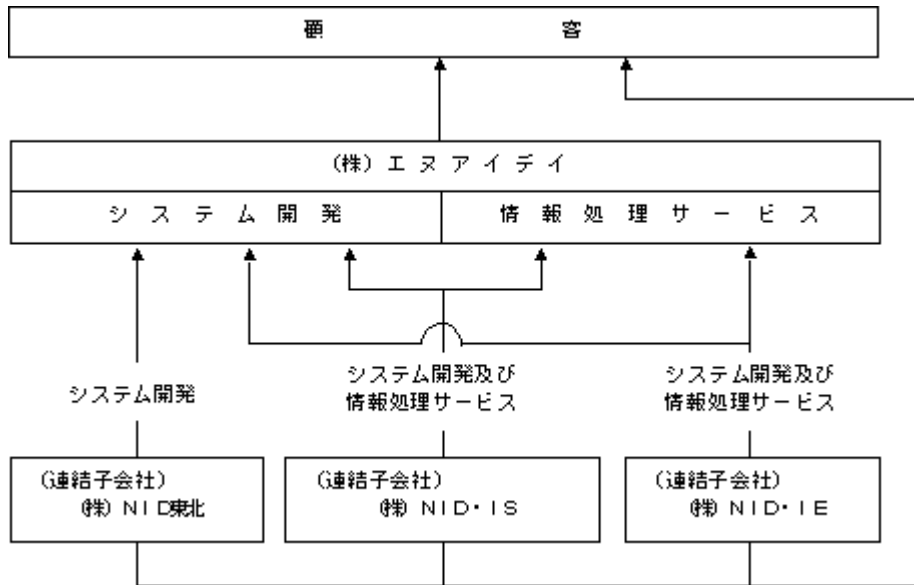 顧客
(株)エヌアイデイ
システム開発
情報処理サービス
システム開発
システム開発及び
情報処理サービス
システム開発及び
情報処理サービス
(連結子会社)
(株)NID東北
(連結子会社)
(株)NID・IS
(連結子会社)
(株)NID・IE